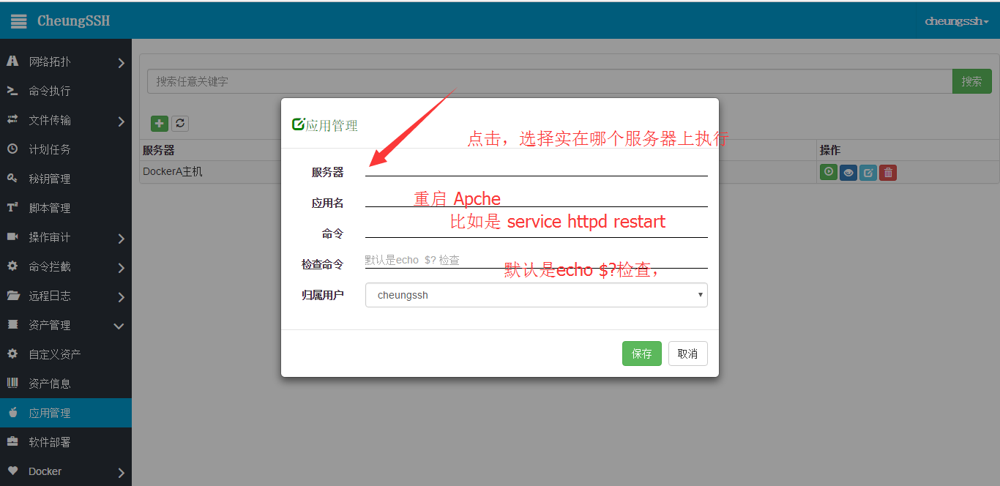 CheungSSH
cheungssh
网络拓扑
命令执行
文件传输
计划任务
秘钥管理
脚本管理
操作审计
命令拦截
远程日志
资产管理
自定义资产
资产信息
应用管理
软件部署
Docker
搜索任意关键字
搜索
服务器
操作
DockerA主机
应用管理
点击，选择实在哪个服务器上执行
服务器
应用名
重启 Apche
比如是 service httpd restart
命令
检查命令
默认是echo $? 检查
默认是echo $?检查，
归属用户
cheungssh
保存
取消